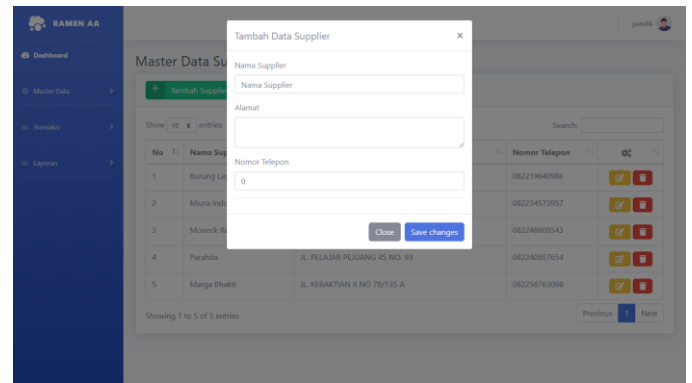 RAMEN AA
pemilik
Dashboard
Master Data
Transaksi
Laporan
Master Data Su
Tambah Supplier
Show 10 entries
Search:
No Nama Sup Nomor Telepon
1 Burung La 082219640986
2 Miura Indo 082234573957
3 Moneck 082248608543
4 Parahita JL. PELAJAR PEJUANG 45 NO. 93 082240957654
5 Marga Bhakti JL. KEBAKTIAN II NO 78/135 A 082258763098
Showing 1 to 5 of 5 entries
Previous 1 Next
Tambah Data Supplier ×
Nama Supplier
Nama Supplier
Alamat
Nomor Telepon
0
Close Save changes